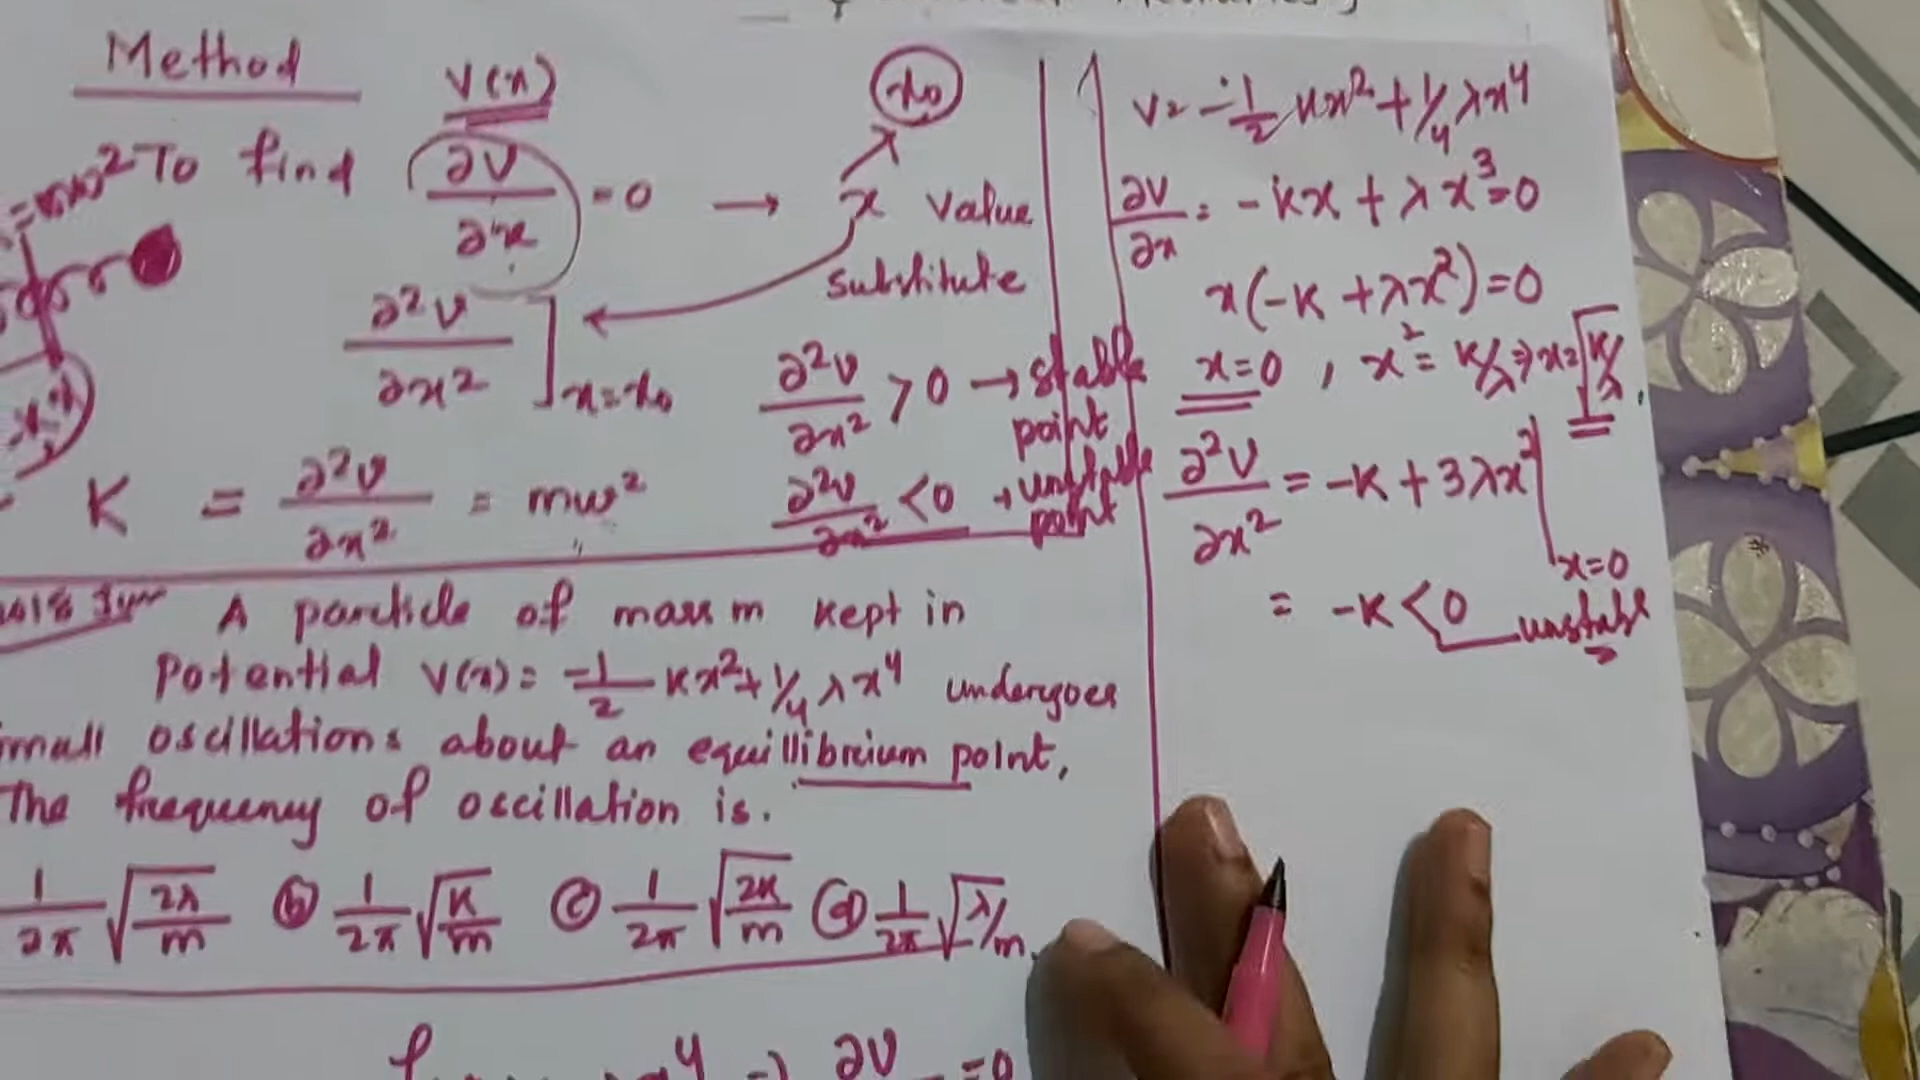 Method
V(x)
To find ∂V/∂x = 0 → x value
x₀
substitute
∂²V/∂x² ]x=x₀
∂²V/∂x² > 0 → stable
point
K = ∂²V/∂x² = mω²
∂²V/∂x² < 0 → unstable
point
A particle of mass m kept in
Potential V(x) = -1/2 Kx² + 1/4 λx⁴ undergoes
small oscillations about an equillibrium point,
The frequency of oscillation is.
1/2π √2λ/m (b) 1/2π √K/m (c) 1/2π √2K/m (d) 1/2π √λ/m
∂V =0
V = -1/2 Kx² + 1/4 λx⁴
∂V/∂x = -Kx + λx³ = 0
x(-K + λx²) = 0
x=0 , x² = K/λ ⇒ x = √K/λ
∂²V/∂x² = -K + 3λx² |x=0
= -K < 0 unstable